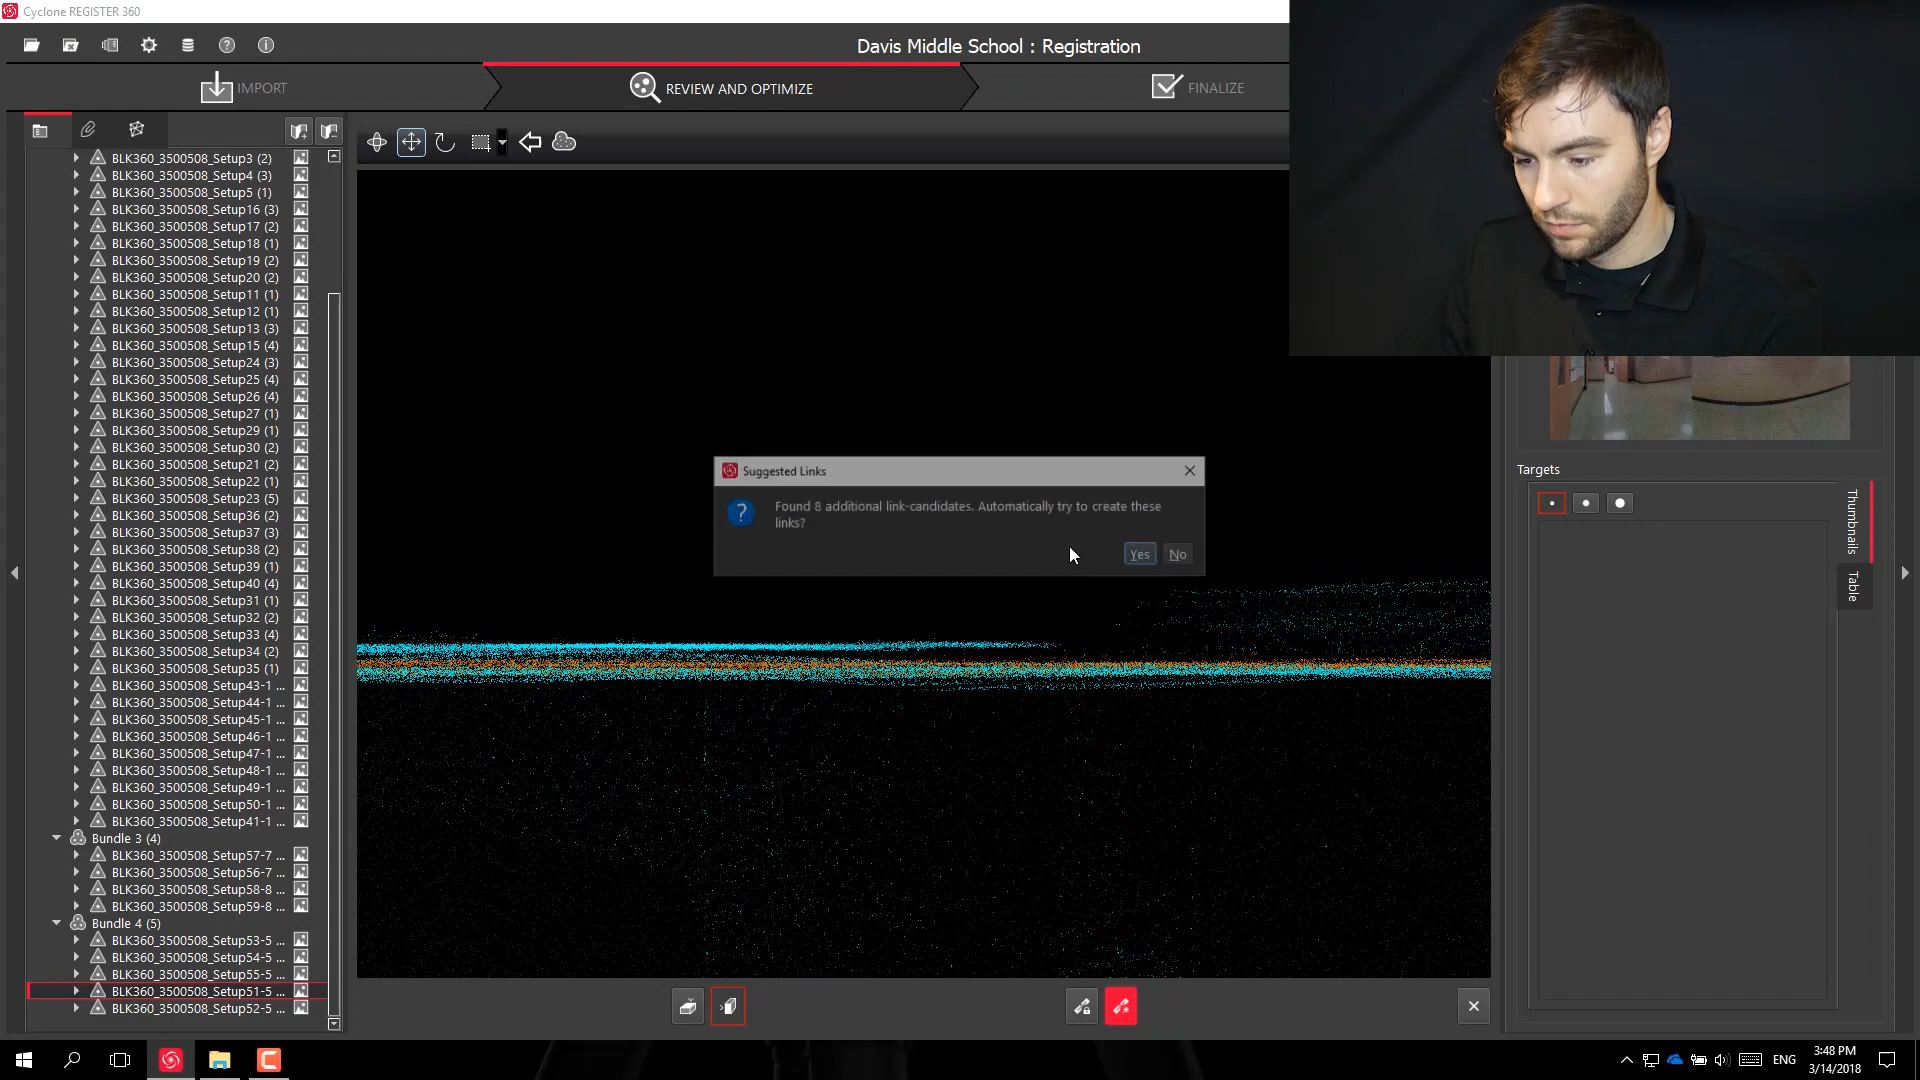 Cyclone REGISTER 360
Davis Middle School : Registration
IMPORT
REVIEW AND OPTIMIZE
FINALIZE
BLK360_3500508_Setup3 (2)
BLK360_3500508_Setup4 (3)
BLK360_3500508_Setup5 (1)
BLK360_3500508_Setup16 (3)
BLK360_3500508_Setup17 (2)
BLK360_3500508_Setup18 (1)
BLK360_3500508_Setup19 (2)
BLK360_3500508_Setup20 (2)
BLK360_3500508_Setup11 (1)
BLK360_3500508_Setup12 (1)
BLK360_3500508_Setup13 (3)
BLK360_3500508_Setup15 (4)
BLK360_3500508_Setup24 (3)
BLK360_3500508_Setup25 (4)
BLK360_3500508_Setup26 (4)
BLK360_3500508_Setup27 (1)
BLK360_3500508_Setup29 (1)
BLK360_3500508_Setup30 (2)
BLK360_3500508_Setup21 (2)
BLK360_3500508_Setup22 (1)
BLK360_3500508_Setup23 (5)
BLK360_3500508_Setup36 (2)
BLK360_3500508_Setup37 (3)
BLK360_3500508_Setup38 (2)
BLK360_3500508_Setup39 (1)
BLK360_3500508_Setup40 (4)
BLK360_3500508_Setup31 (1)
BLK360_3500508_Setup32 (2)
BLK360_3500508_Setup33 (4)
BLK360_3500508_Setup34 (2)
BLK360_3500508_Setup35 (1)
BLK360_3500508_Setup43-1 ...
BLK360_3500508_Setup44-1 ...
BLK360_3500508_Setup45-1 ...
BLK360_3500508_Setup46-1 ...
BLK360_3500508_Setup47-1 ...
BLK360_3500508_Setup48-1 ...
BLK360_3500508_Setup49-1 ...
BLK360_3500508_Setup50-1 ...
BLK360_3500508_Setup41-1 ...
Bundle 3 (4)
BLK360_3500508_Setup57-7 ...
BLK360_3500508_Setup56-7 ...
BLK360_3500508_Setup58-8 ...
BLK360_3500508_Setup59-8 ...
Bundle 4 (5)
BLK360_3500508_Setup53-5 ...
BLK360_3500508_Setup54-5 ...
BLK360_3500508_Setup55-5 ...
BLK360_3500508_Setup51-5 ...
BLK360_3500508_Setup52-5 ...
Suggested Links
Found 8 additional link-candidates. Automatically try to create these
links?
Yes
No
Targets
Thumbnails
Table
ENG
3:48 PM
3/14/2018